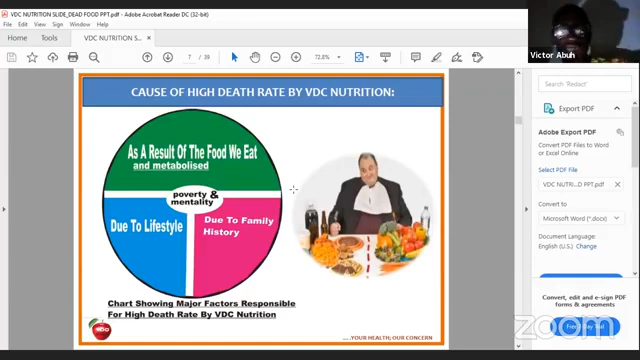 VDC NUTRITION SLIDE_DEAD FOOD PPT.pdf - Adobe Acrobat Reader DC (32-bit)
File Edit View Sign Window Help
Home Tools VDC NUTRITION S... ×
7 / 39 72.8%
Victor Abuh
CAUSE OF HIGH DEATH RATE BY VDC NUTRITION:
As A Result Of The Food We Eat
and metabolised
poverty &
mentality
Due To Lifestyle
Due To Family
History
Chart Showing Major Factors Responsible
For High Death Rate By VDC Nutrition
....YOUR HEALTH; OUR CONCERN
Search 'Redact'
Export PDF
Adobe Export PDF
Convert PDF Files to Word
or Excel Online
Select PDF File
VDC NUTRI...D PPT.pdf ×
Convert to
Microsoft Word (*.docx)
Document Language:
English (U.S.) Change
Convert, edit and e-sign PDF
forms & agreements
Free 7-Day Trial
zoom